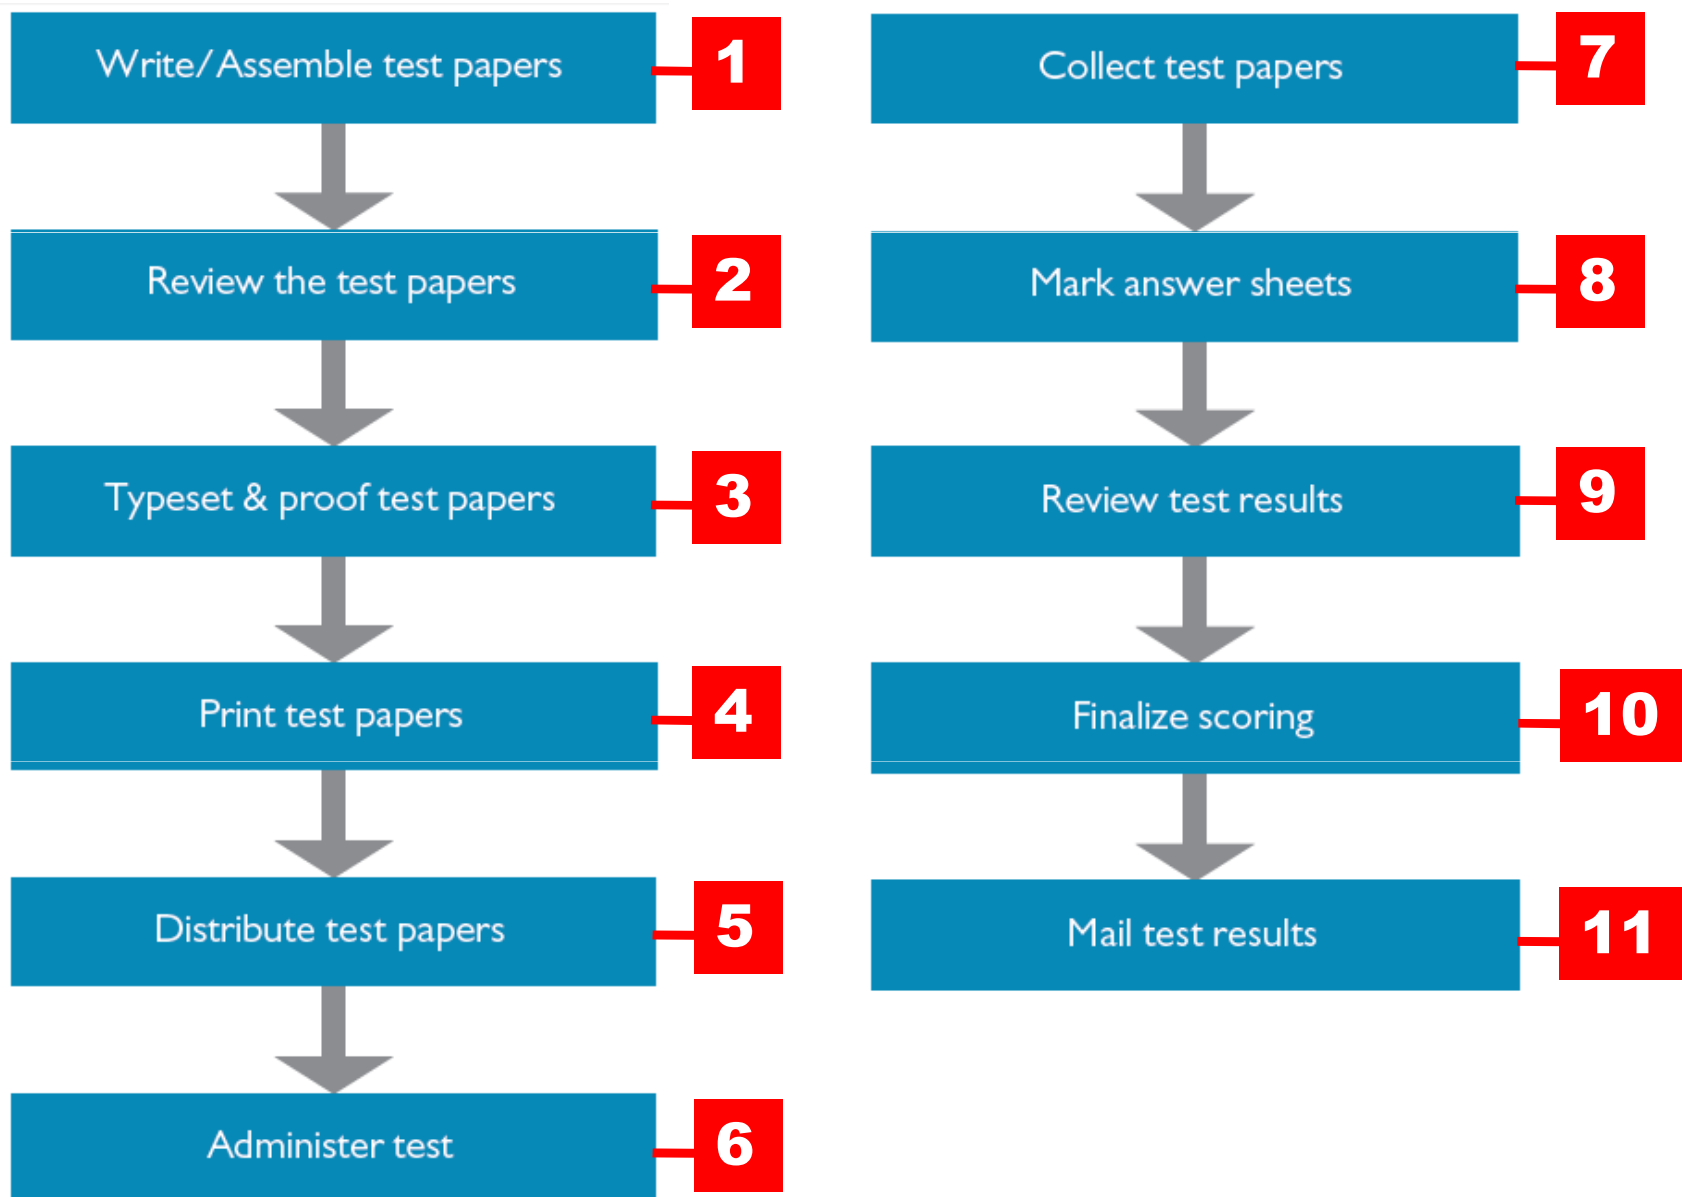 Write/Assemble test papers
1
Review the test papers
2
Typeset & proof test papers
3
Print test papers
4
Distribute test papers
5
Administer test
6
Collect test papers
7
Mark answer sheets
8
Review test results
9
Finalize scoring
10
Mail test results
11